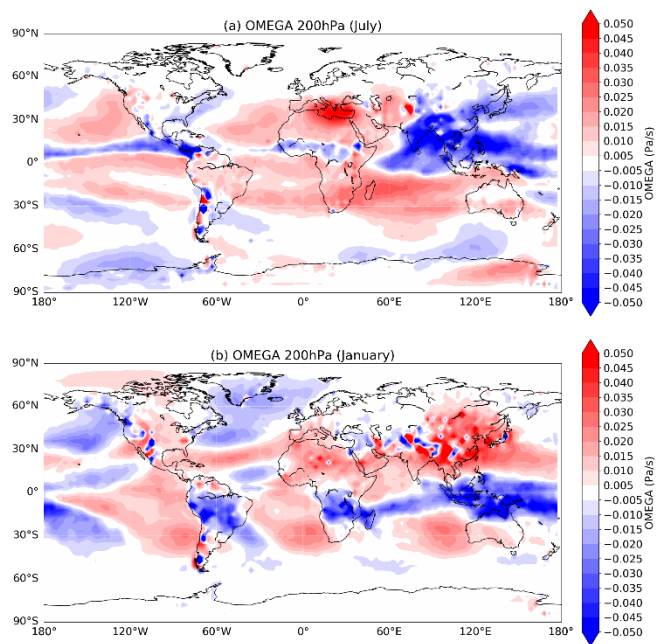 (a) OMEGA 200hPa (July)
90°N
60°N
30°N
0°
30°S
60°S
90°S
180° 120°W 60°W 0° 60°E 120°E 180°
0.050
0.045
0.040
0.035
0.030
0.025
0.020
0.015
0.010
0.005
−0.005
−0.010
−0.015
−0.020
−0.025
−0.030
−0.035
−0.040
−0.045
−0.050
OMEGA (Pa/s)
(b) OMEGA 200hPa (January)
90°N
60°N
30°N
0°
30°S
60°S
90°S
180° 120°W 60°W 0° 60°E 120°E 180°
0.050
0.045
0.040
0.035
0.030
0.025
0.020
0.015
0.010
0.005
−0.005
−0.010
−0.015
−0.020
−0.025
−0.030
−0.035
−0.040
−0.045
−0.050
OMEGA (Pa/s)